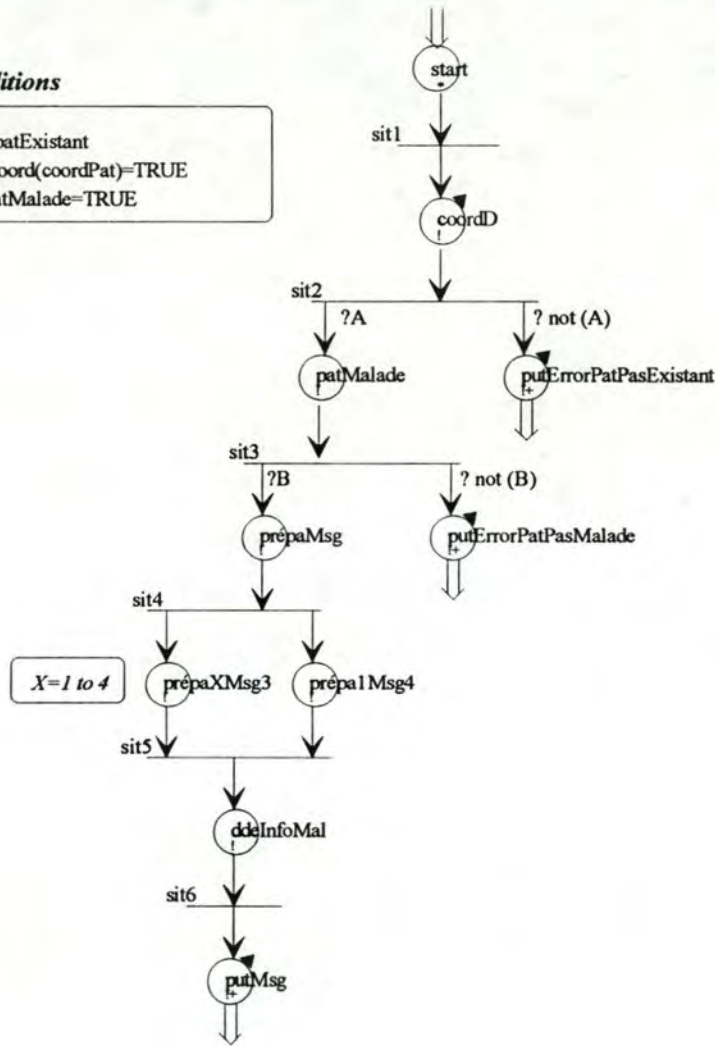 start
*
ditions
sit1
patExistant
oord(coordPat)=TRUE
atMalade=TRUE
coordD
!
sit2
?A
? not (A)
patMalade
!
putErrorPatPasExistant
!+
sit3
?B
? not (B)
prépaMsg
!
putErrorPatPasMalade
!+
sit4
X=1 to 4
prépaXMsg3
!
prépa1Msg4
!
sit5
ddeInfoMal
!
sit6
putMsg
!+